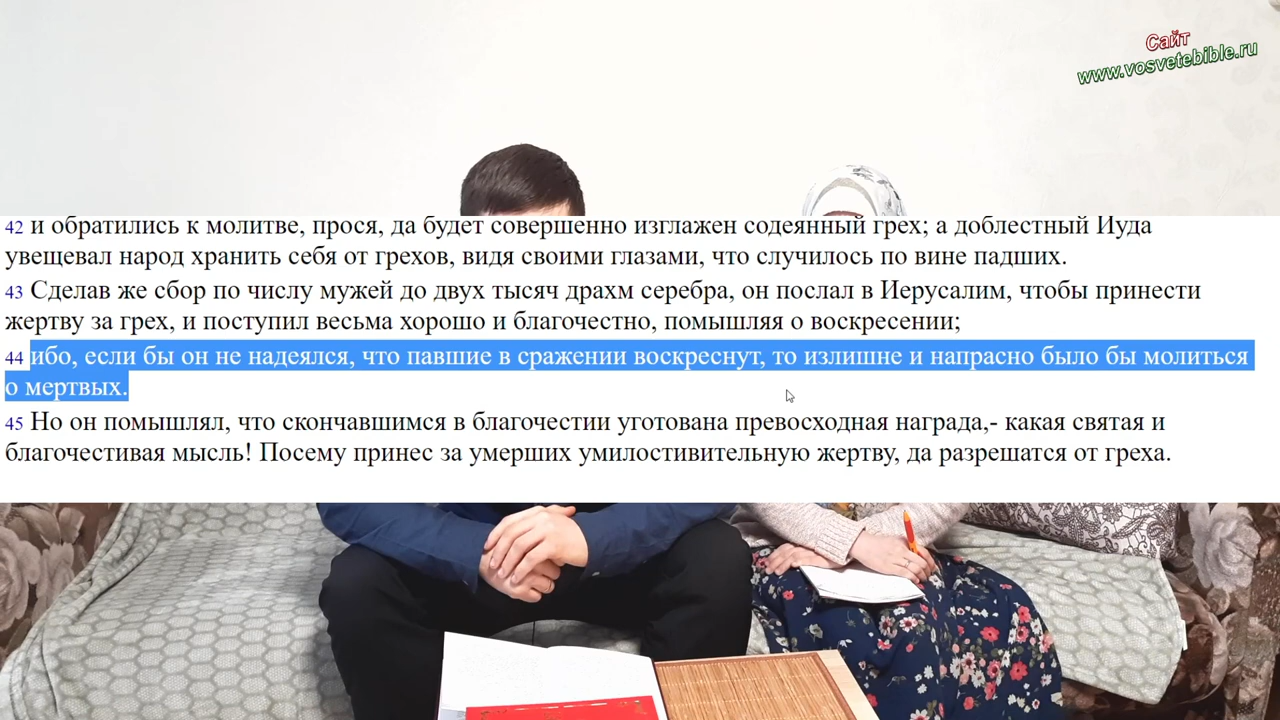 Сайт
www.vosvetebible.ru
42 и обратились к молитве, прося, да будет совершенно изглажен содеянный грех; а доблестный Иуда
увещевал народ хранить себя от грехов, видя своими глазами, что случилось по вине падших.
43 Сделав же сбор по числу мужей до двух тысяч драхм серебра, он послал в Иерусалим, чтобы принести
жертву за грех, и поступил весьма хорошо и благочестно, помышляя о воскресении;
44 ибо, если бы он не надеялся, что павшие в сражении воскреснут, то излишне и напрасно было бы молиться
о мертвых.
45 Но он помышлял, что скончавшимся в благочестии уготована превосходная награда,- какая святая и
благочестивая мысль! Посему принес за умерших умилостивительную жертву, да разрешатся от греха.